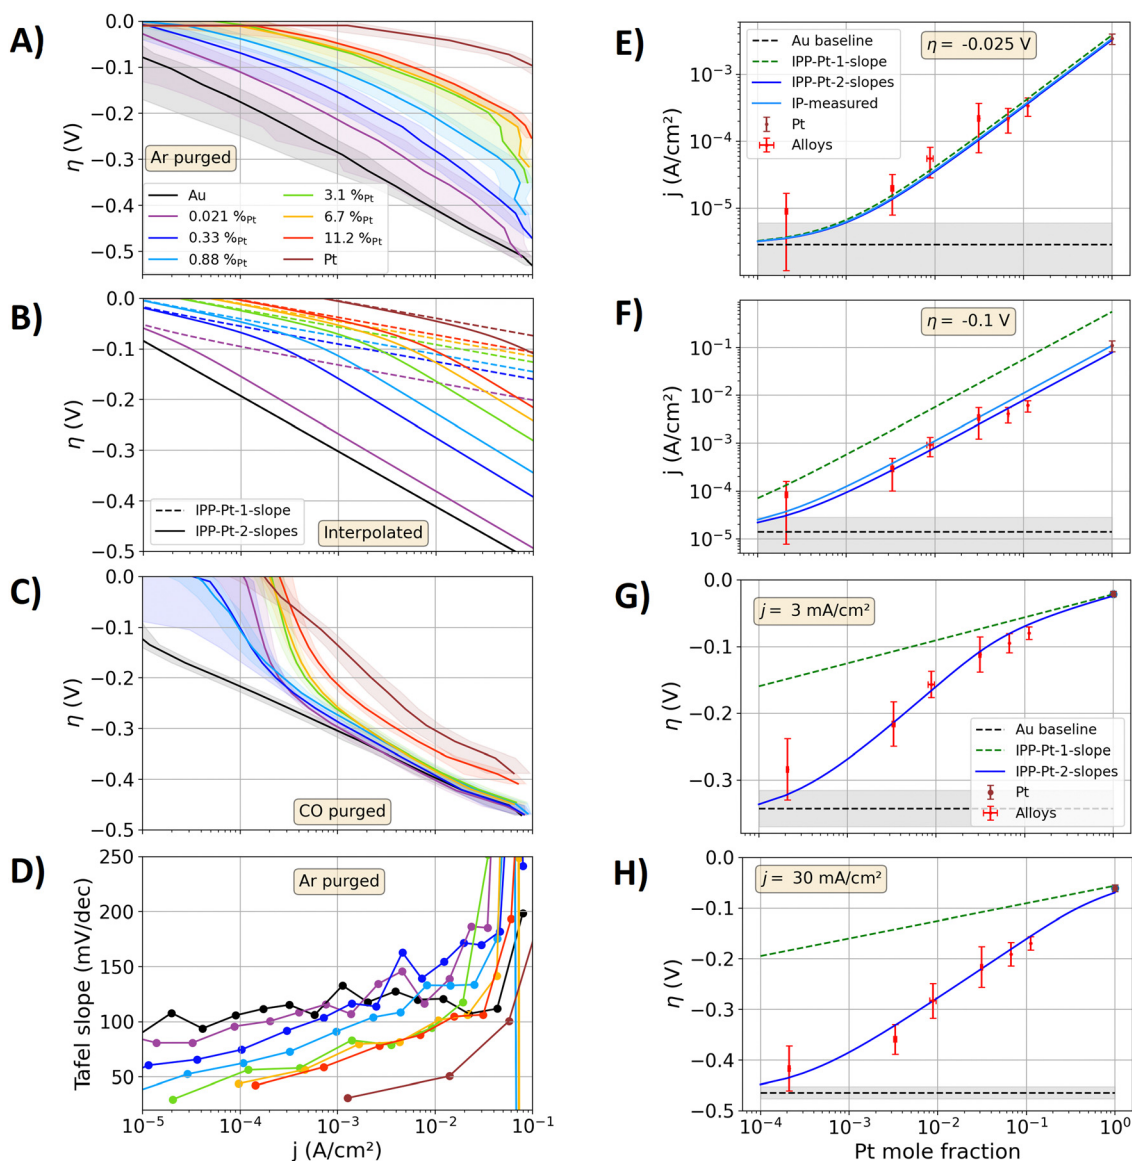 A)
0.0
−0.1
−0.2
−0.3
−0.4
−0.5
η (V)
Ar purged
Au
0.021 %Pt
0.33 %Pt
0.88 %Pt
3.1 %Pt
6.7 %Pt
11.2 %Pt
Pt
B)
0.0
−0.1
−0.2
−0.3
−0.4
−0.5
η (V)
IPP-Pt-1-slope
IPP-Pt-2-slopes
Interpolated
C)
0.0
−0.1
−0.2
−0.3
−0.4
−0.5
η (V)
CO purged
D)
250
200
150
100
50
Tafel slope (mV/dec)
Ar purged
10⁻⁵
10⁻⁴
10⁻³
10⁻²
10⁻¹
j (A/cm²)
E)
10⁻³
10⁻⁴
10⁻⁵
j (A/cm²)
Au baseline
IPP-Pt-1-slope
IPP-Pt-2-slopes
IP-measured
Pt
Alloys
η = -0.025 V
F)
10⁻¹
10⁻²
10⁻³
10⁻⁴
10⁻⁵
j (A/cm²)
η = -0.1 V
G)
0.0
−0.1
−0.2
−0.3
η (V)
j = 3 mA/cm²
Au baseline
IPP-Pt-1-slope
IPP-Pt-2-slopes
Pt
Alloys
H)
0.0
−0.1
−0.2
−0.3
−0.4
−0.5
η (V)
j = 30 mA/cm²
10⁻⁴
10⁻³
10⁻²
10⁻¹
10⁰
Pt mole fraction